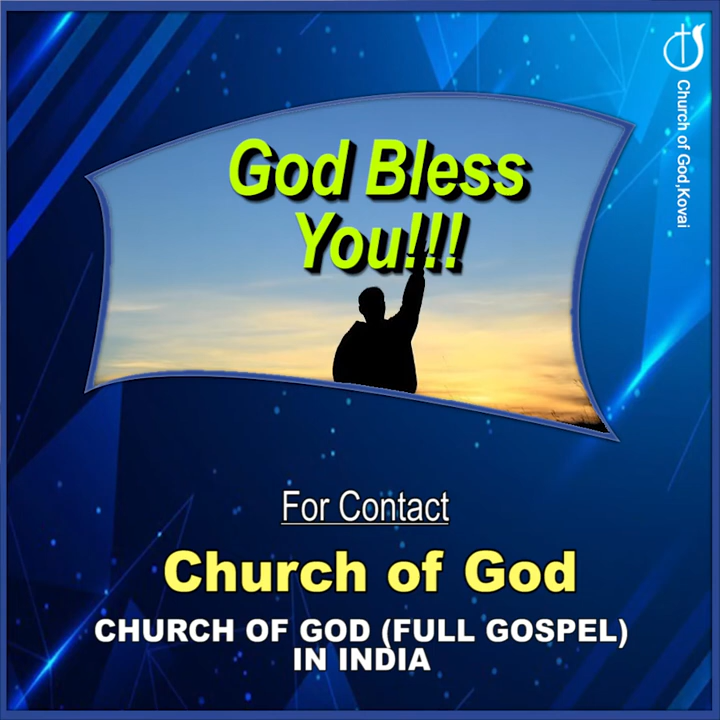 Church of God,Kovai
God Bless
You!!!
For Contact
Church of God
CHURCH OF GOD (FULL GOSPEL)
IN INDIA